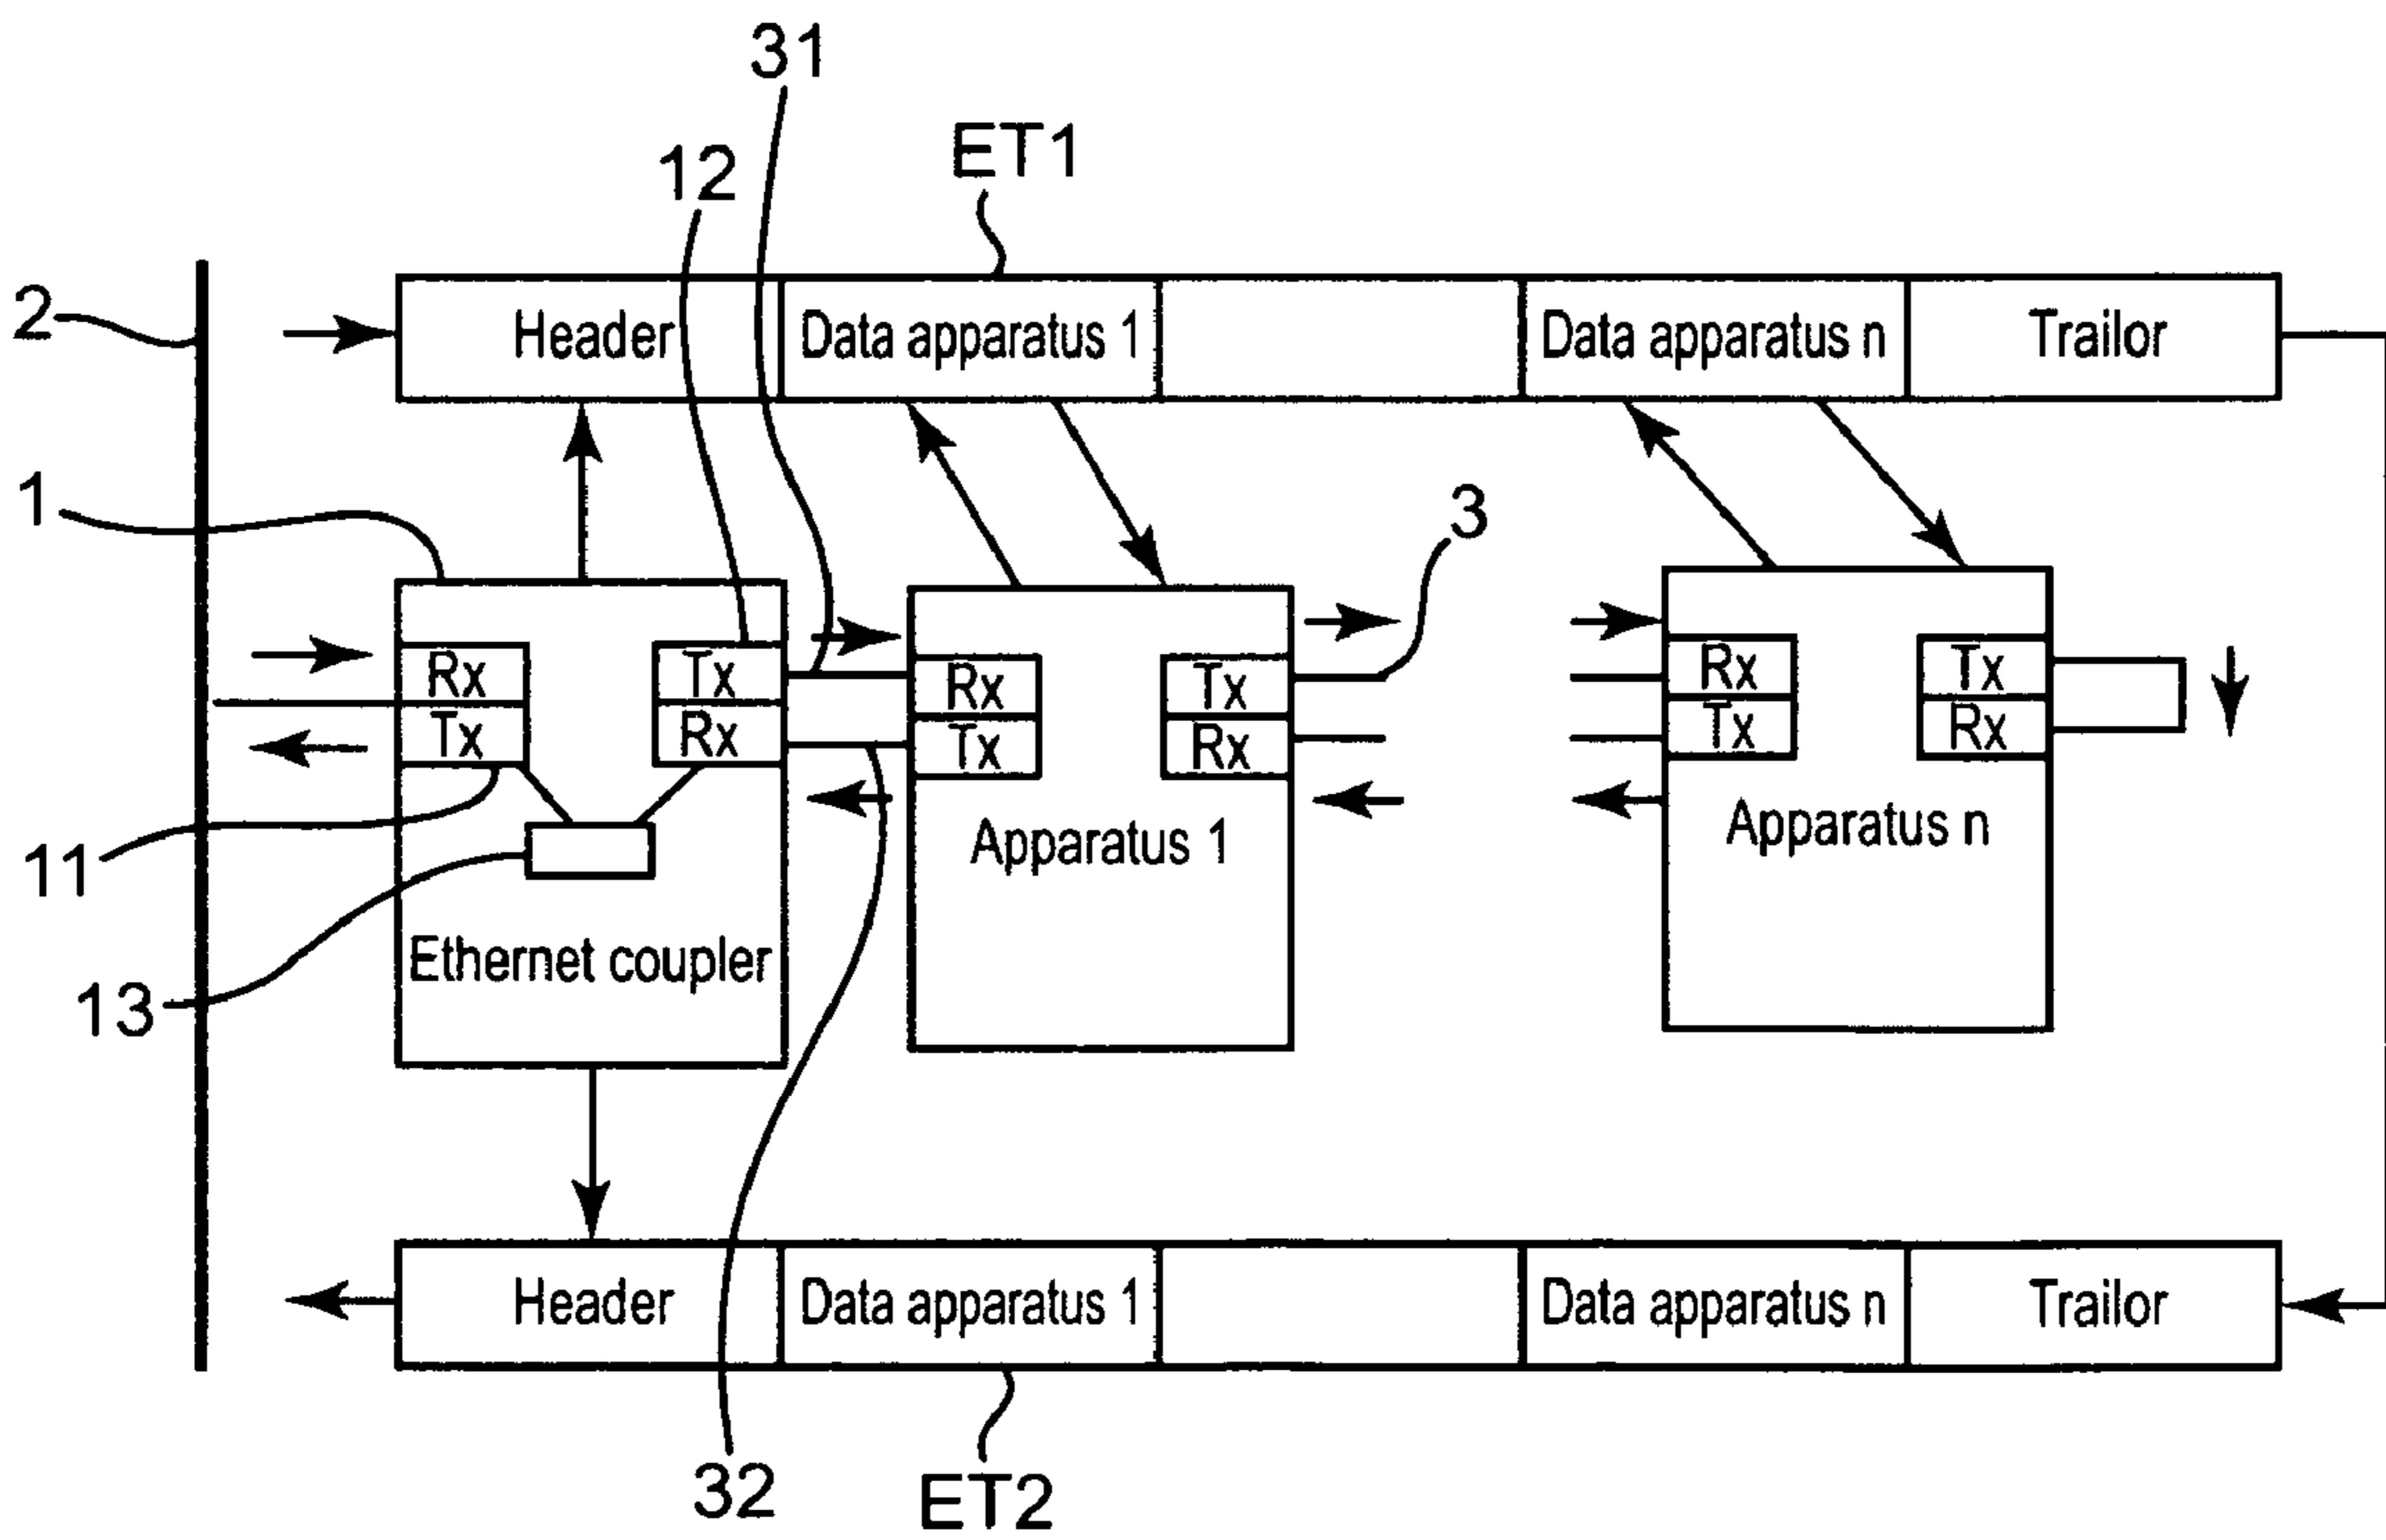 31
12
ET1
2
Header
Data apparatus 1
Data apparatus n
Trailor
1
3
Rx
Tx
Tx
Rx
Rx
Tx
Tx
Rx
Rx
Tx
Tx
Rx
11
Apparatus 1
Apparatus n
13
Ethernet coupler
Header
Data apparatus 1
Data apparatus n
Trailor
32
ET2